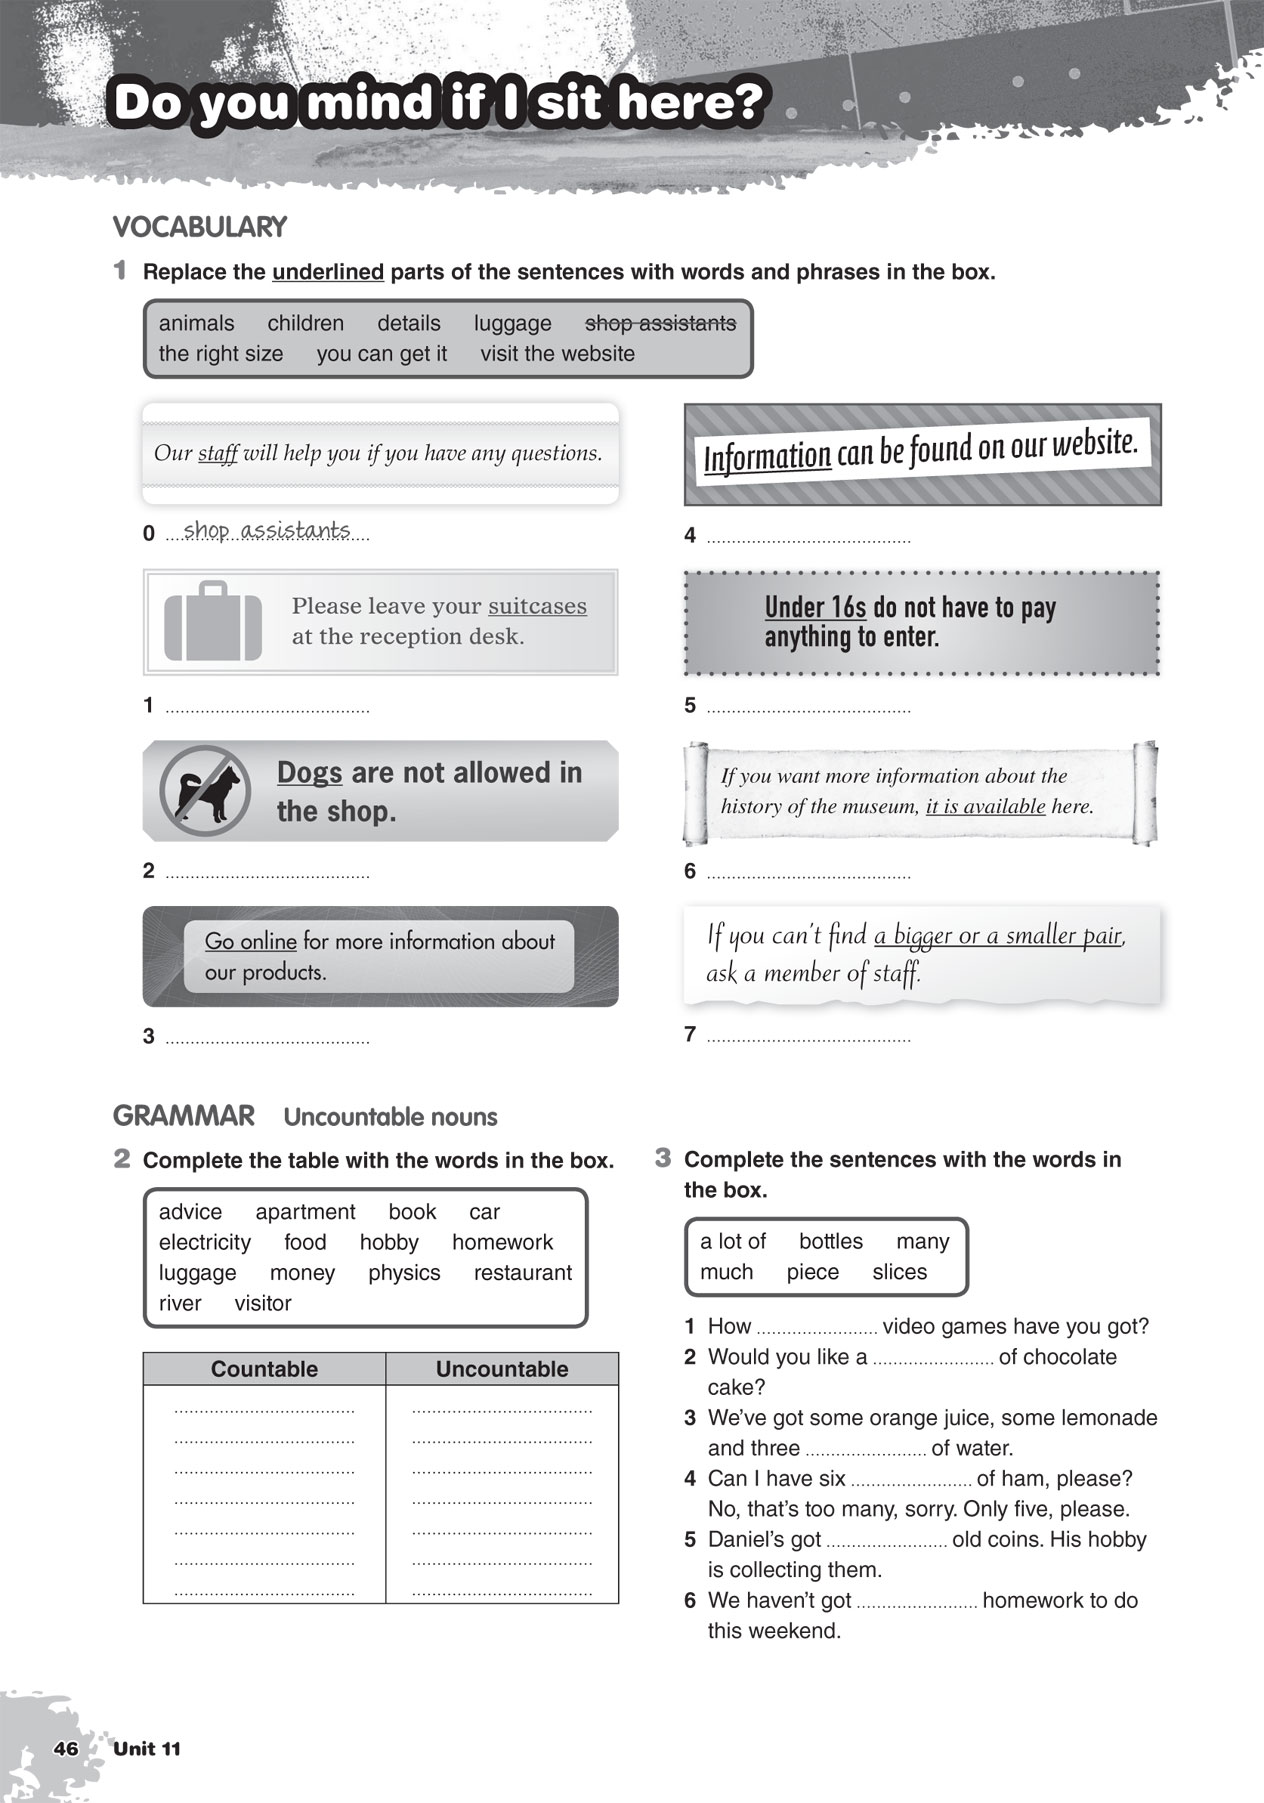 Do you mind if I sit here?
VOCABULARY
1 Replace the underlined parts of the sentences with words and phrases in the box.
animals children details luggage shop assistants
the right size you can get it visit the website
Our staff will help you if you have any questions.
0 shop assistants
Please leave your suitcases
at the reception desk.
1
Dogs are not allowed in
the shop.
2
Go online for more information about
our products.
3
Information can be found on our website.
4
Under 16s do not have to pay
anything to enter.
5
If you want more information about the
history of the museum, it is available here.
6
If you can't find a bigger or a smaller pair,
ask a member of staff.
7
GRAMMAR Uncountable nouns
2 Complete the table with the words in the box.
advice apartment book car
electricity food hobby homework
luggage money physics restaurant
river visitor
Countable Uncountable
3 Complete the sentences with the words in
the box.
a lot of bottles many
much piece slices
1 How ........................ video games have you got?
2 Would you like a ........................ of chocolate
cake?
3 We've got some orange juice, some lemonade
and three ........................ of water.
4 Can I have six ........................ of ham, please?
No, that's too many, sorry. Only five, please.
5 Daniel's got ........................ old coins. His hobby
is collecting them.
6 We haven't got ........................ homework to do
this weekend.
46 Unit 11